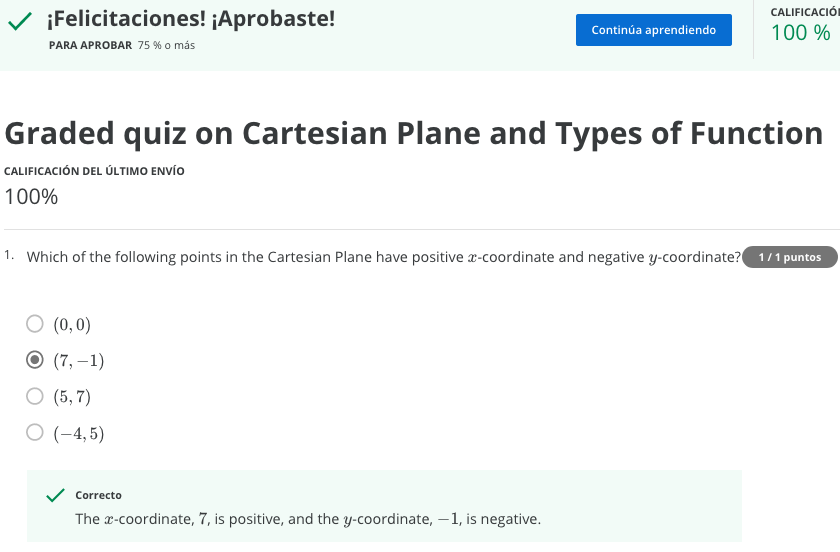 ¡Felicitaciones! ¡Aprobaste!
PARA APROBAR 75 % o más
Continúa aprendiendo
100 %
Graded quiz on Cartesian Plane and Types of Function
CALIFICACIÓN DEL ÚLTIMO ENVÍO
100%
1. Which of the following points in the Cartesian Plane have positive x-coordinate and negative y-coordinate?
1 / 1 puntos
(0, 0)
(7, −1)
(5, 7)
(−4, 5)
Correcto
The x-coordinate, 7, is positive, and the y-coordinate, −1, is negative.